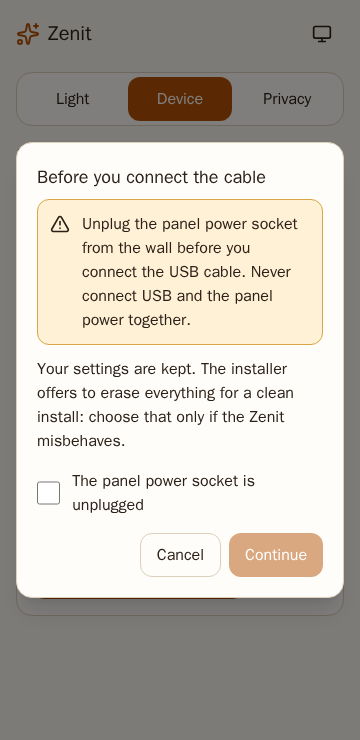 Zenit
Light
Device
Privacy
Before you connect the cable
Unplug the panel power socket
from the wall before you
connect the USB cable. Never
connect USB and the panel
power together.
Your settings are kept. The installer
offers to erase everything for a clean
install: choose that only if the Zenit
misbehaves.
The panel power socket is
unplugged
Cancel
Continue